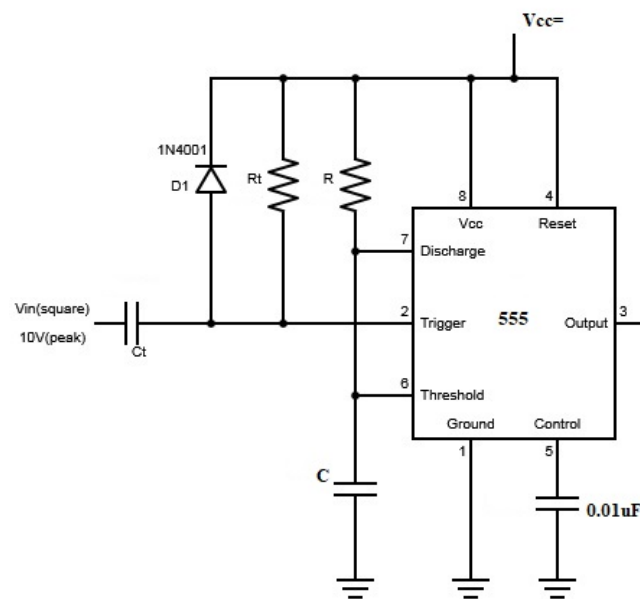 Vcc=
1N4001
D1
Rt
R
8
4
Vcc
Reset
7
Discharge
Vin(square)
10V(peak)
Ct
2
Trigger
555
Output
3
6
Threshold
Ground
Control
1
5
C
0.01uF